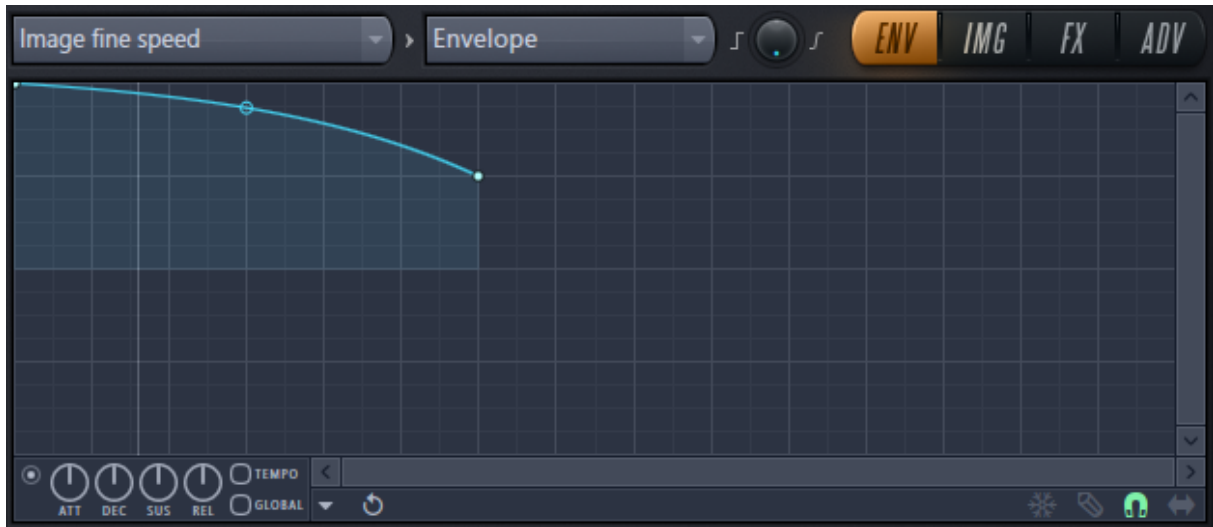 Image fine speed Envelope ENV IMG FX ADV
TEMPO
ATT DEC SUS REL GLOBAL